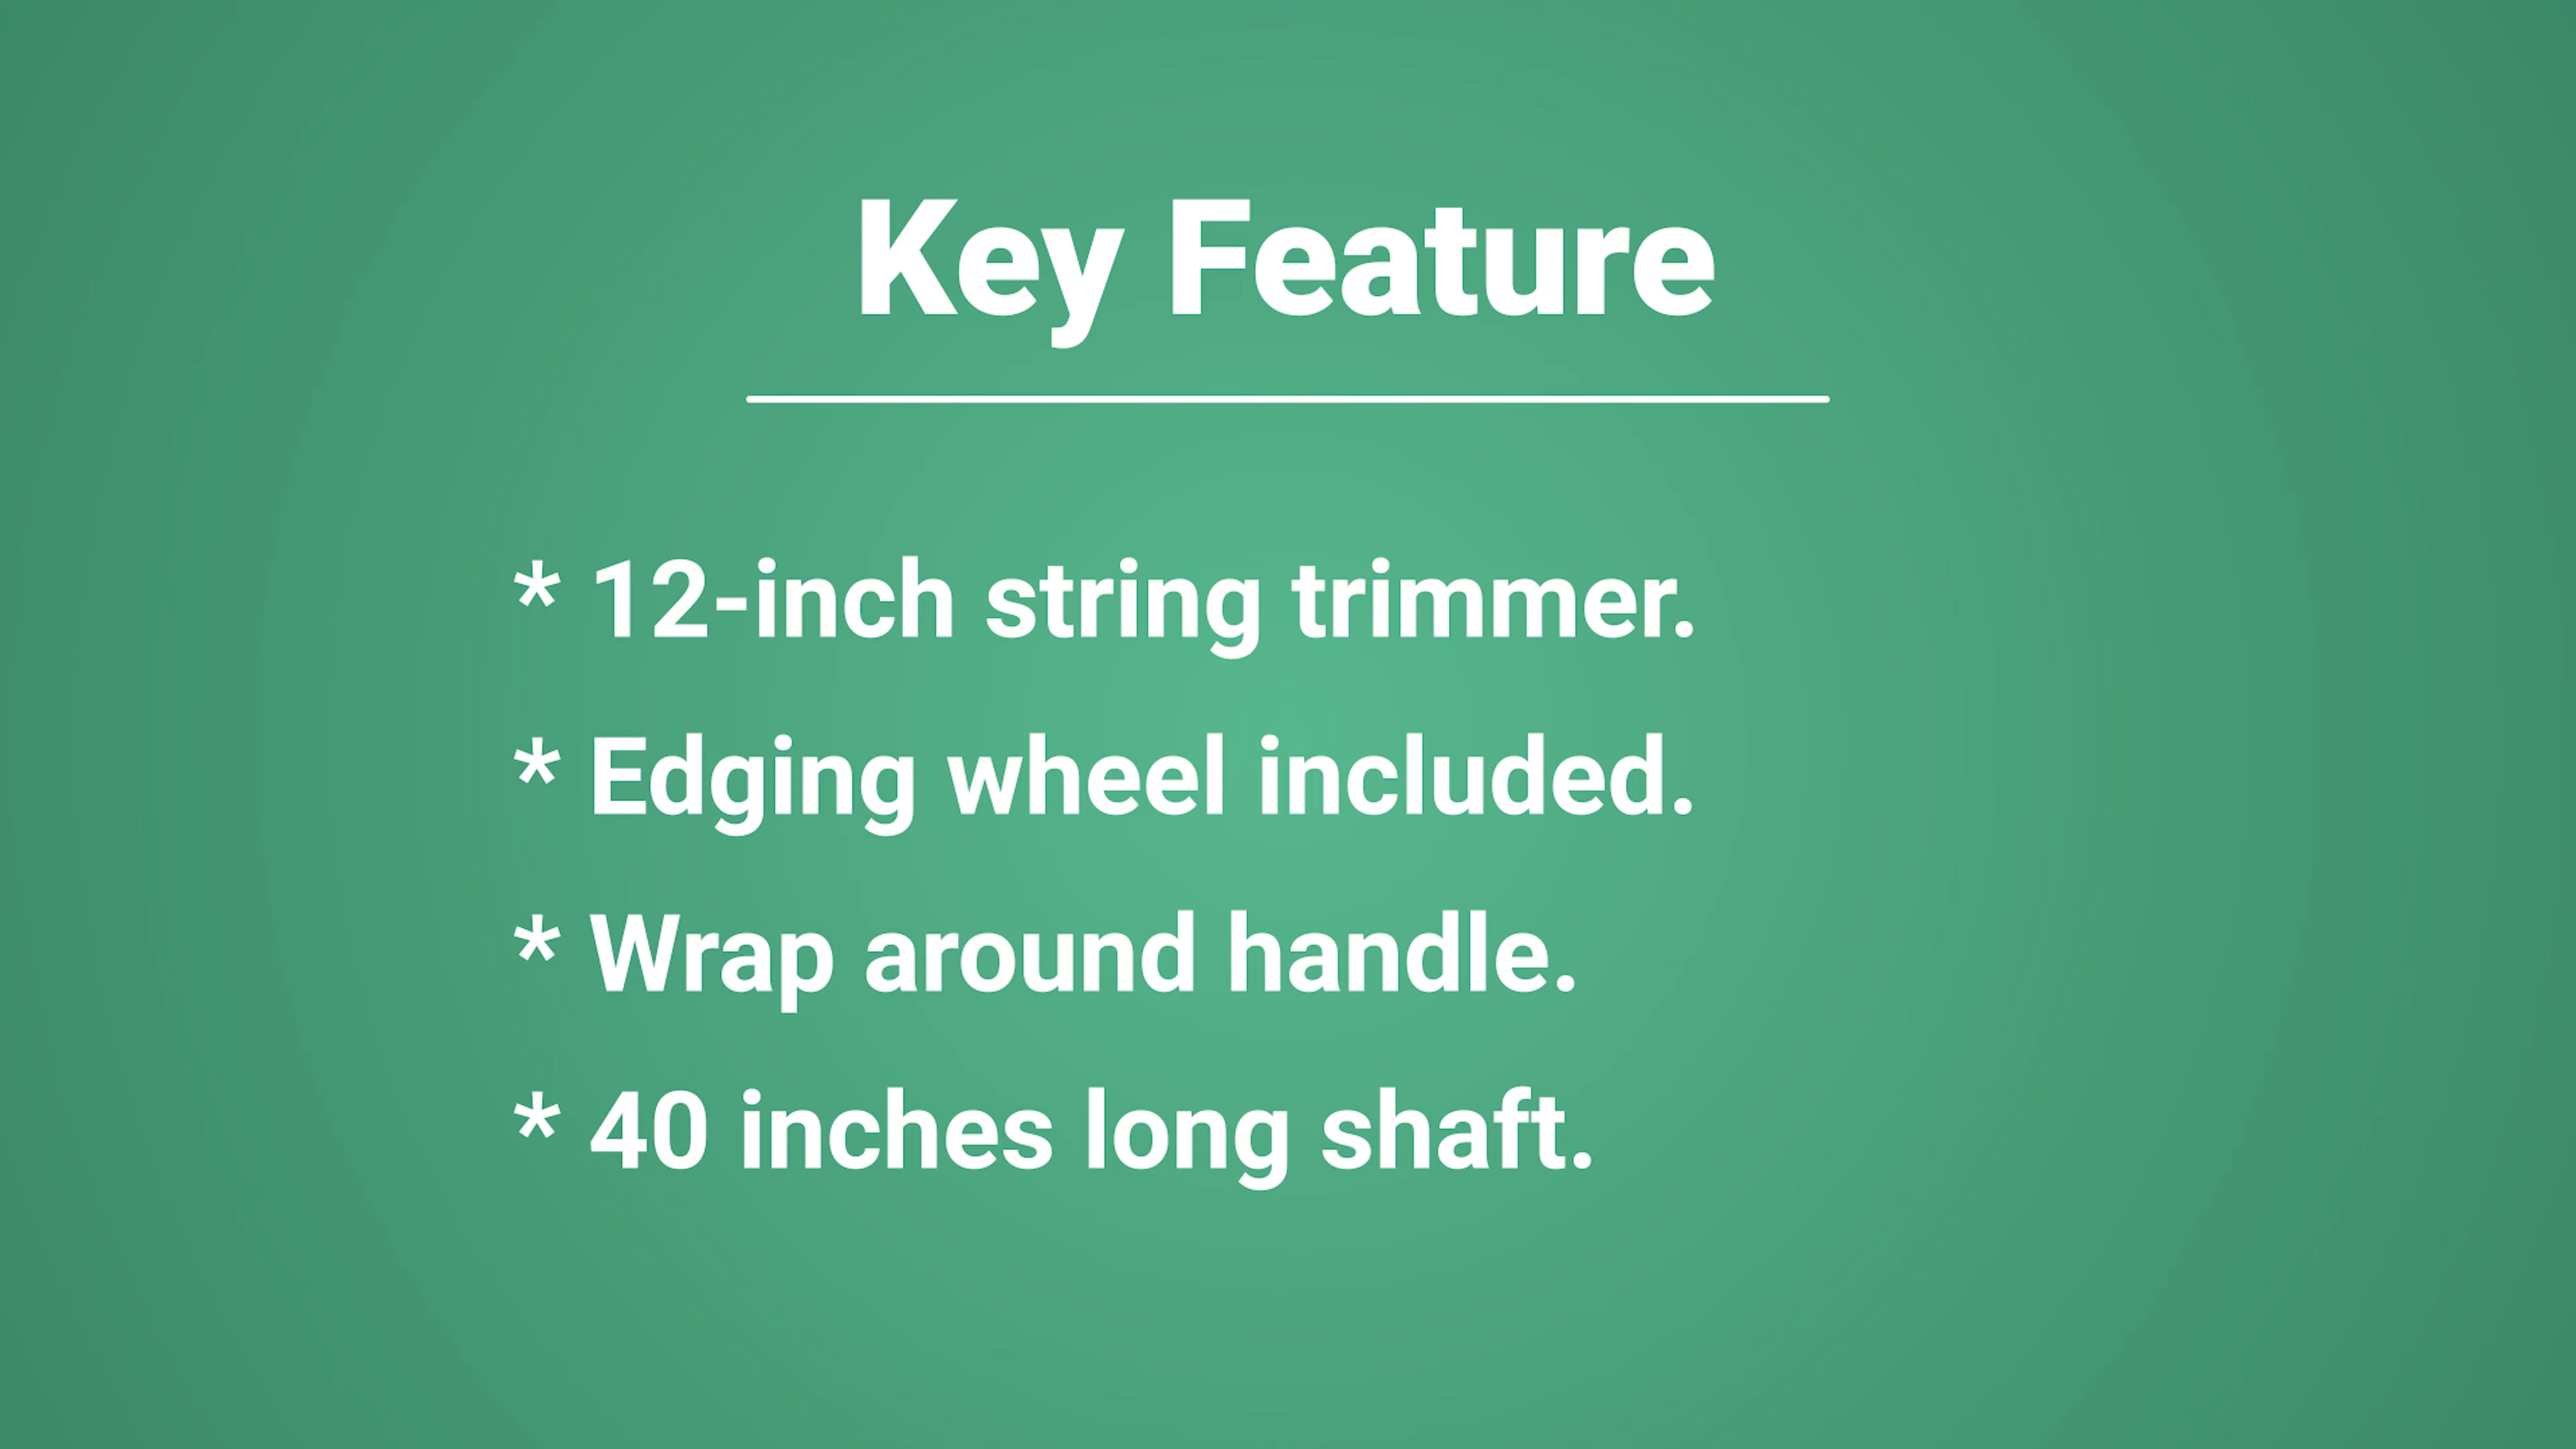 Key Feature
* 12-inch string trimmer.
* Edging wheel included.
* Wrap around handle.
* 40 inches long shaft.